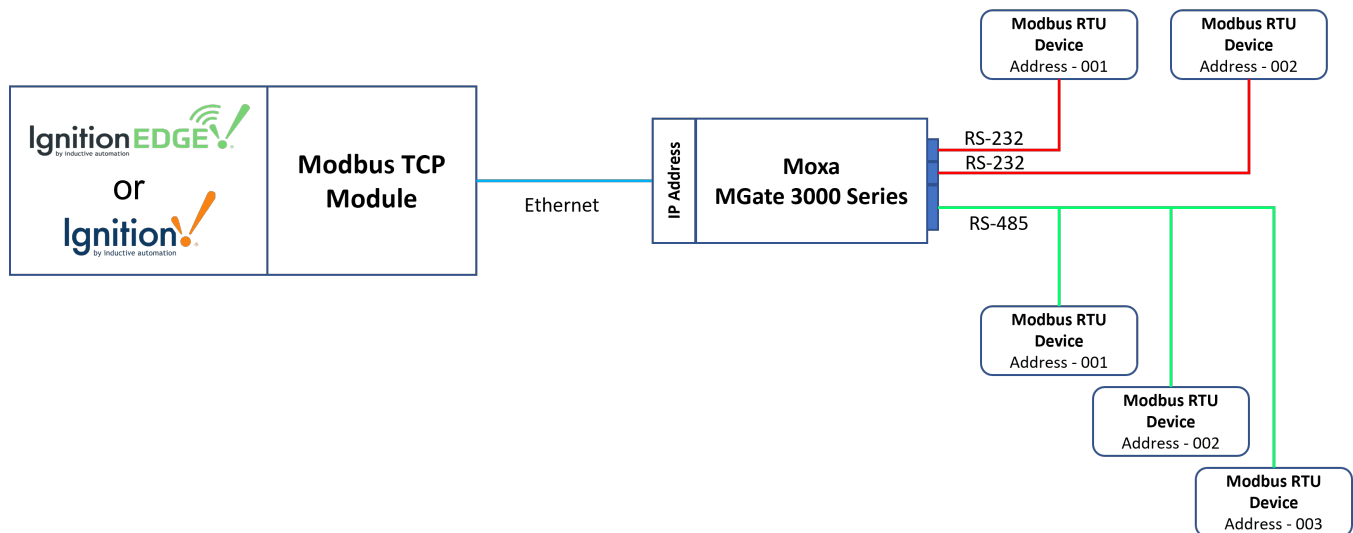 Ignition EDGE
by inductive automation
or
Ignition
by inductive automation
Modbus TCP
Module
Ethernet
IP Address
Moxa
MGate 3000 Series
RS-232
RS-232
RS-485
Modbus RTU
Device
Address - 001
Modbus RTU
Device
Address - 002
Modbus RTU
Device
Address - 001
Modbus RTU
Device
Address - 002
Modbus RTU
Device
Address - 003